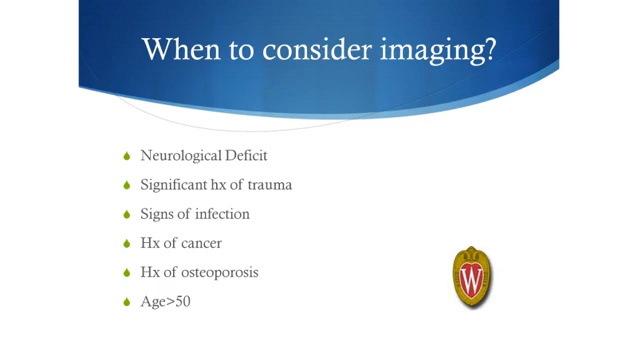 When to consider imaging?
Neurological Deficit
Significant hx of trauma
Signs of infection
Hx of cancer
Hx of osteoporosis
Age>50
W